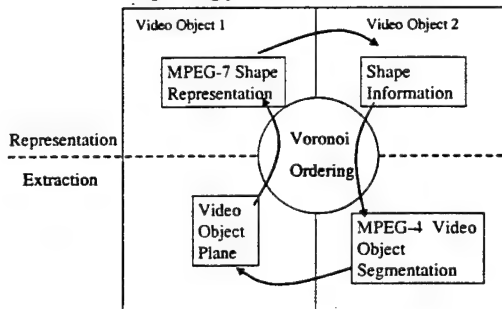 Video Object 1
Video Object 2
MPEG-7 Shape
Representation
Shape
Information
Voronoi
Ordering
Representation
Extraction
Video
Object
Plane
MPEG-4 Video
Object
Segmentation